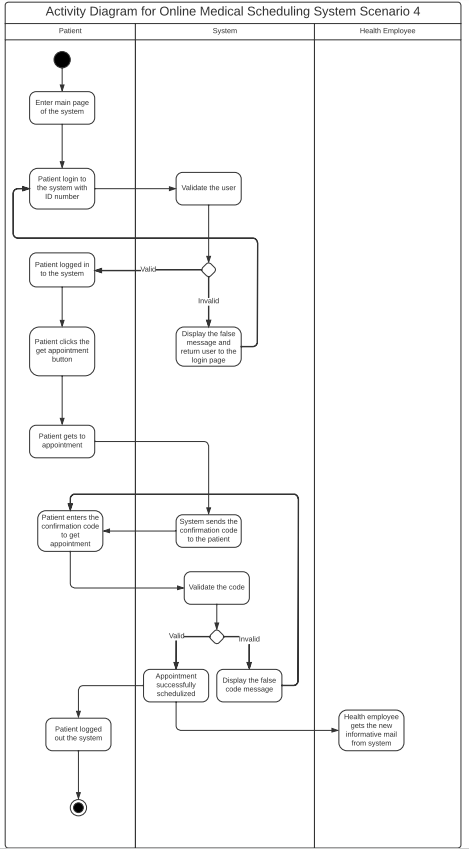 Activity Diagram for Online Medical Scheduling System Scenario 4
Patient
System
Health Employee
Enter main page
of the system
Patient login to
the system with
ID number
Validate the user
Patient logged in
to the system
Valid
Invalid
Patient clicks the
get appointment
button
Display the false
message and
return user to the
login page
Patient gets to
appointment
Patient enters the
confirmation code
to get
appointment
System sends the
confirmation code
to the patient
Validate the code
Valid
Invalid
Appointment
successfully
schedulized
Display the false
code message
Patient logged
out the system
Health employee
gets the new
informative mail
from system